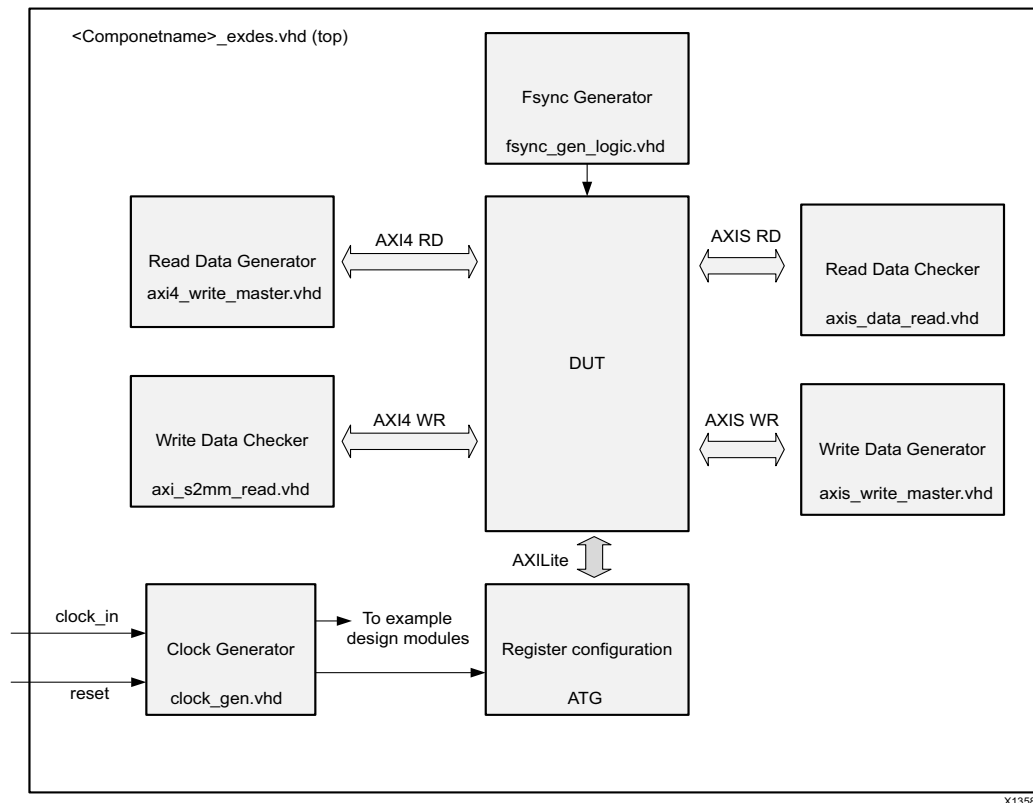 <Componetname>_exdes.vhd (top)
Fsync Generator
fsync_gen_logic.vhd
Read Data Generator
axi4_write_master.vhd
AXI4 RD
AXIS RD
Read Data Checker
axis_data_read.vhd
DUT
Write Data Checker
axi_s2mm_read.vhd
AXI4 WR
AXIS WR
Write Data Generator
axis_write_master.vhd
AXILite
clock_in
reset
Clock Generator
clock_gen.vhd
To example
design modules
Register configuration
ATG